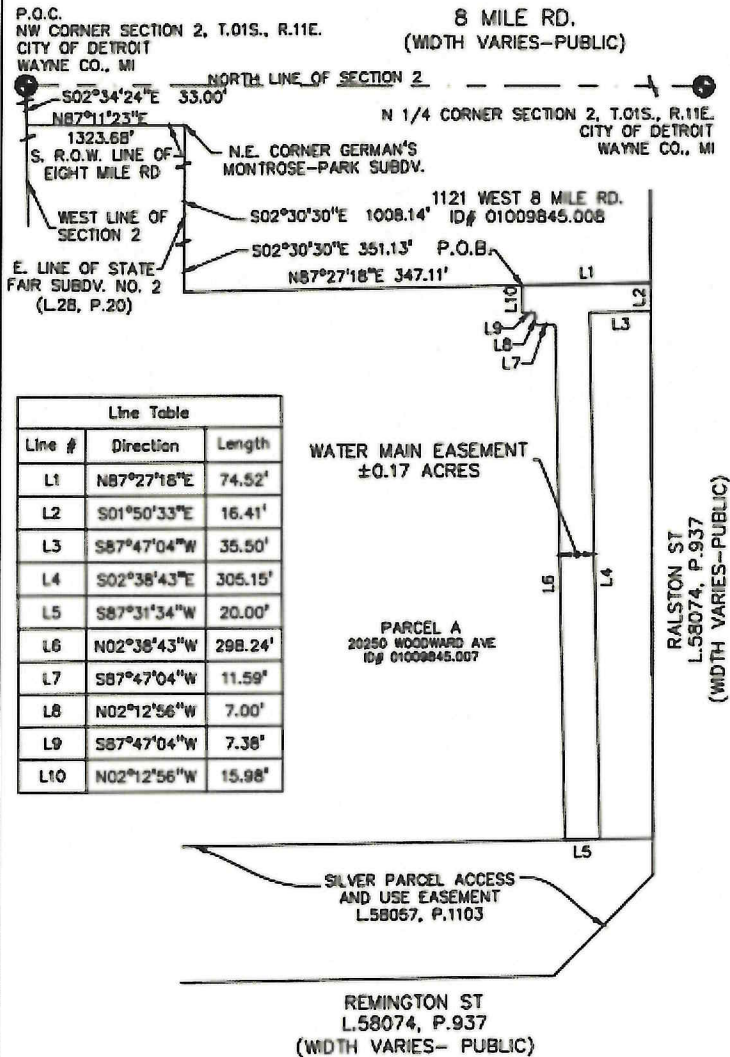 P.O.C.
NW CORNER SECTION 2, T.01S., R.11E.
CITY OF DETROIT
WAYNE CO., MI
8 MILE RD.
(WIDTH VARIES-PUBLIC)
NORTH LINE OF SECTION 2
S02°34'24"E 33.00'
N87°11'23"E
1323.68'
S. R.O.W. LINE OF
EIGHT MILE RD
N 1/4 CORNER SECTION 2, T.01S., R.11E.
CITY OF DETROIT
WAYNE CO., MI
N.E. CORNER GERMAN'S
MONTROSE-PARK SUBDV.
WEST LINE OF
SECTION 2
1121 WEST 8 MILE RD.
ID# 01009845.008
S02°30'30"E 1008.14'
S02°30'30"E 351.13'
P.O.B.
E. LINE OF STATE
FAIR SUBDV. NO. 2
(L.28, P.20)
N87°27'18"E 347.11'
L1
L10
L2
L9
L3
L8
L7
Line Table
Line # Direction Length
L1 N87°27'18"E 74.52'
L2 S01°50'33"E 16.41'
L3 S87°47'04"W 35.50'
L4 S02°38'43"E 305.15'
L5 S87°31'34"W 20.00'
L6 N02°38'43"W 298.24'
L7 S87°47'04"W 11.59'
L8 N02°12'56"W 7.00'
L9 S87°47'04"W 7.38'
L10 N02°12'56"W 15.98'
WATER MAIN EASEMENT
±0.17 ACRES
L6
L4
RALSTON ST
L.58074, P.937
(WIDTH VARIES-PUBLIC)
PARCEL A
20250 WOODWARD AVE
ID# 01009845.007
L5
SILVER PARCEL ACCESS
AND USE EASEMENT
L.58057, P.1103
REMINGTON ST
L.58074, P.937
(WIDTH VARIES- PUBLIC)